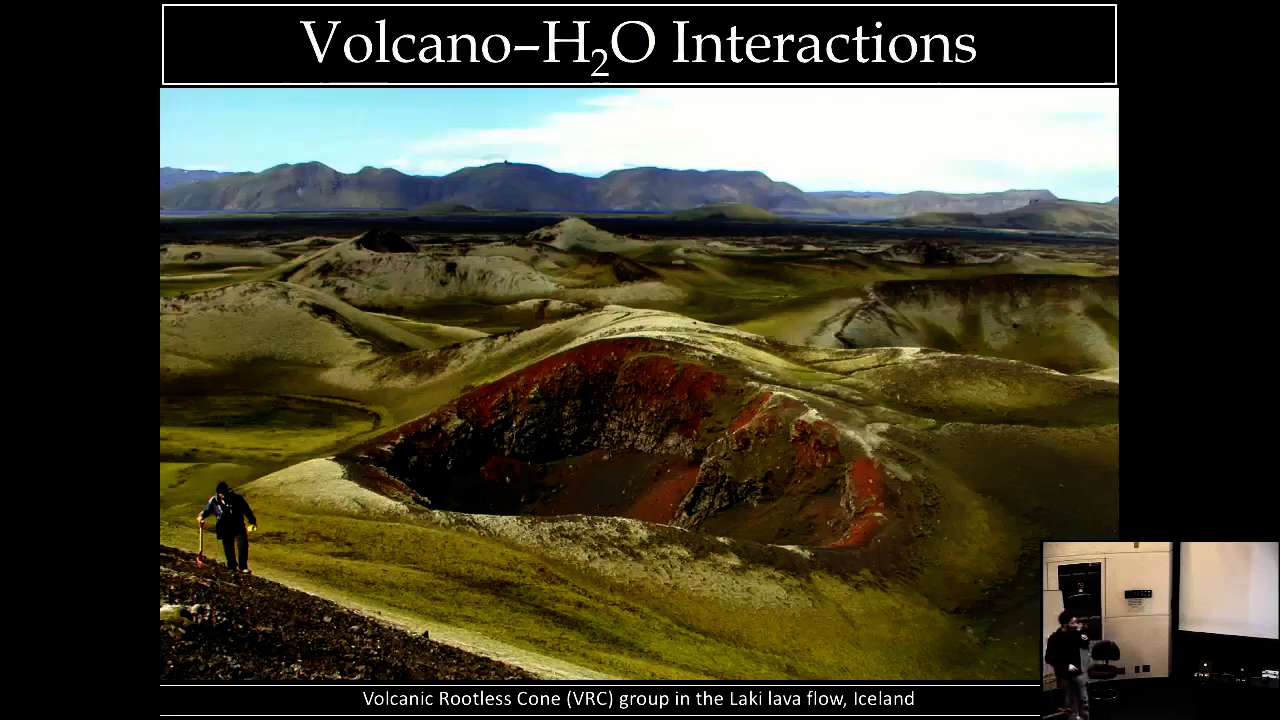 Volcano–H₂O Interactions
Volcanic Rootless Cone (VRC) group in the Laki lava flow, Iceland